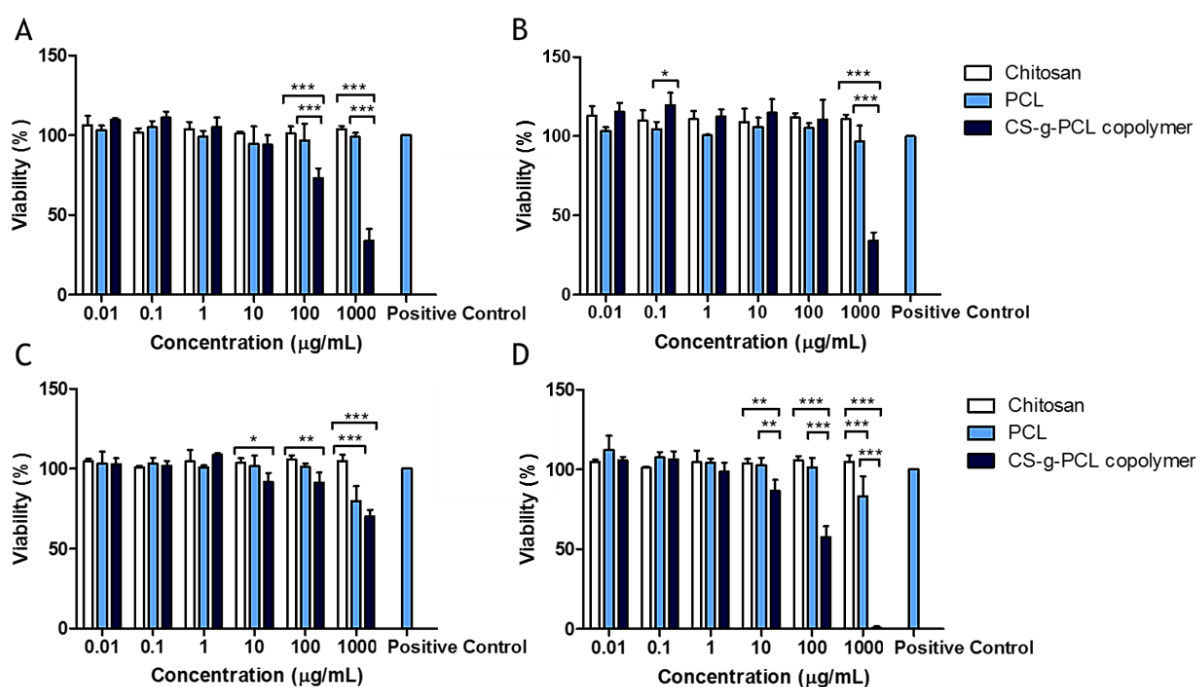 A
150
100
50
0
Viability (%)
*** ***
*** ***
0.01 0.1 1 10 100 1000 Positive Control
Concentration (µg/mL)
B
150
100
50
0
Viability (%)
* ***
***
0.01 0.1 1 10 100 1000 Positive Control
Concentration (µg/mL)
Chitosan
PCL
CS-g-PCL copolymer
C
150
100
50
0
Viability (%)
***
* ** ***
0.01 0.1 1 10 100 1000 Positive Control
Concentration (µg/mL)
D
150
100
50
0
Viability (%)
** *** ***
** *** ***
***
0.01 0.1 1 10 100 1000 Positive Control
Concentration (µg/mL)
Chitosan
PCL
CS-g-PCL copolymer